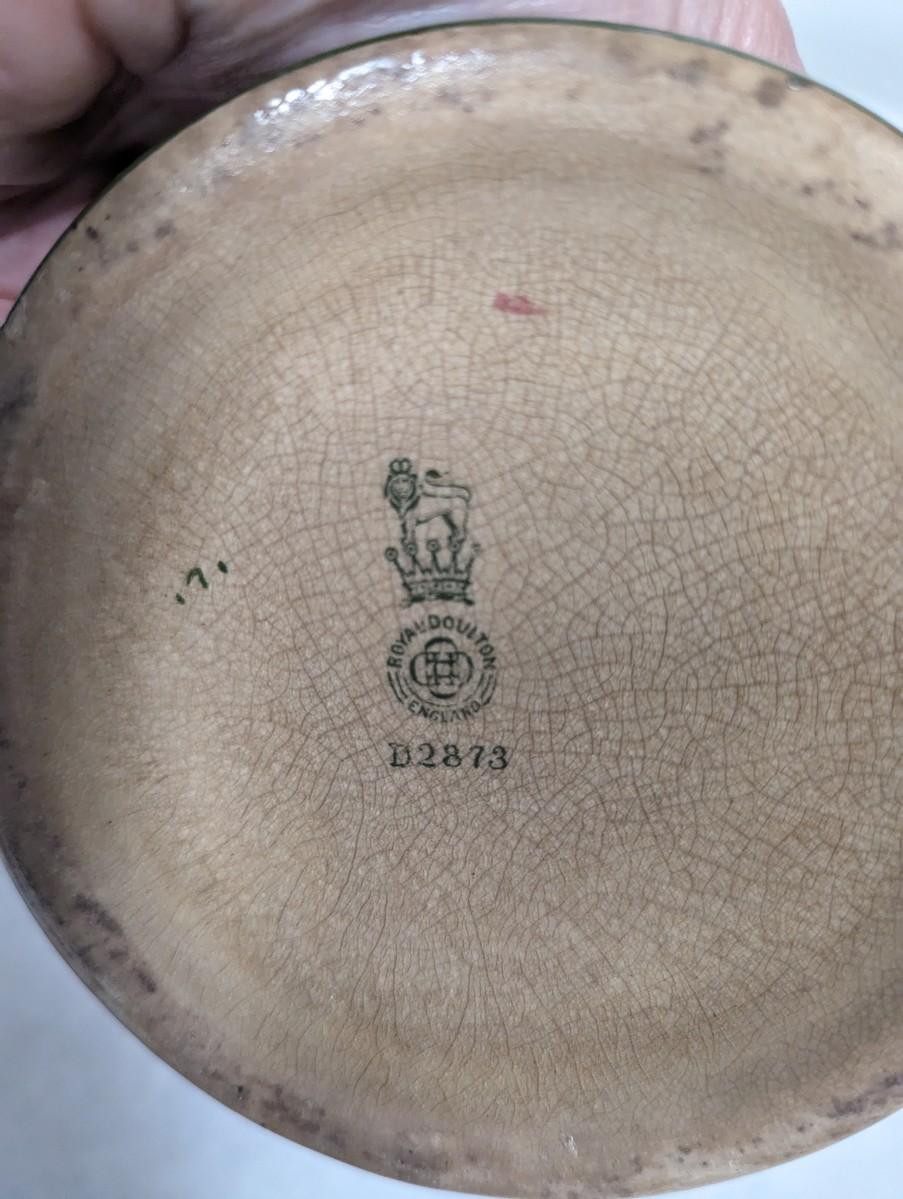 ROYAL DOULTON
ENGLAND
D2873